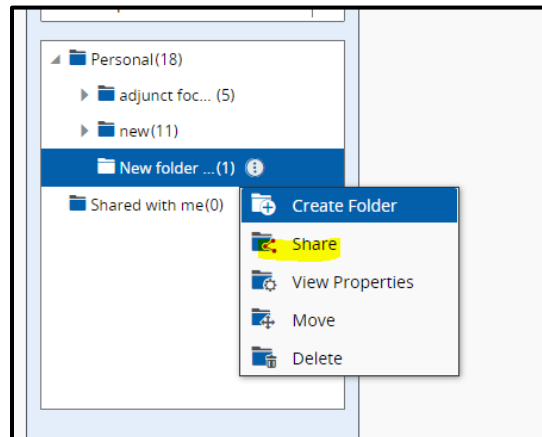 Personal(18)
adjunct foc... (5)
new(11)
New folder ...(1)
Shared with me(0)
Create Folder
Share
View Properties
Move
Delete